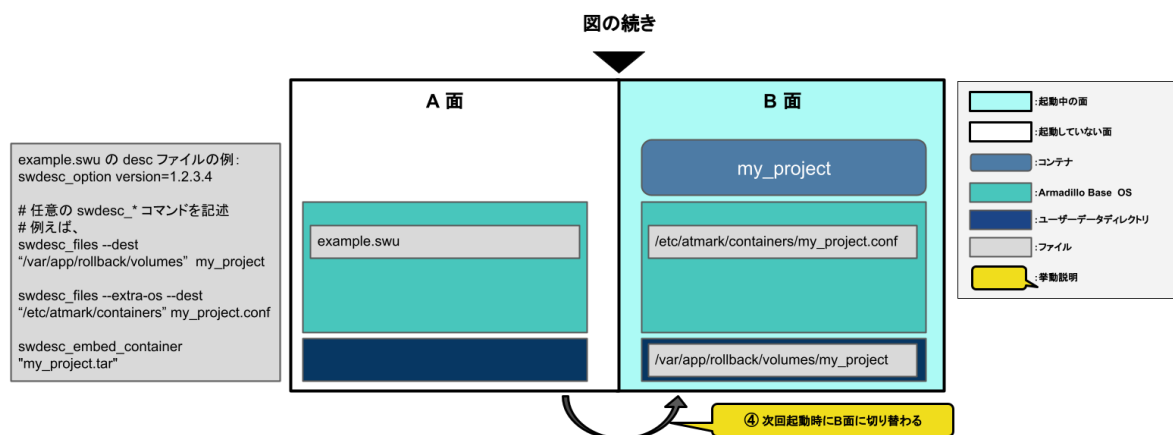 図の続き
A 面
B 面
example.swu の desc ファイルの例:
swdesc_option version=1.2.3.4
# 任意の swdesc_* コマンドを記述
# 例えば、
swdesc_files --dest
“/var/app/rollback/volumes” my_project
swdesc_files --extra-os --dest
“/etc/atmark/containers” my_project.conf
swdesc_embed_container
"my_project.tar"
example.swu
my_project
/etc/atmark/containers/my_project.conf
/var/app/rollback/volumes/my_project
④ 次回起動時にB面に切り替わる
:起動中の面
:起動していない面
:コンテナ
:Armadillo Base OS
:ユーザーデータディレクトリ
:ファイル
:挙動説明